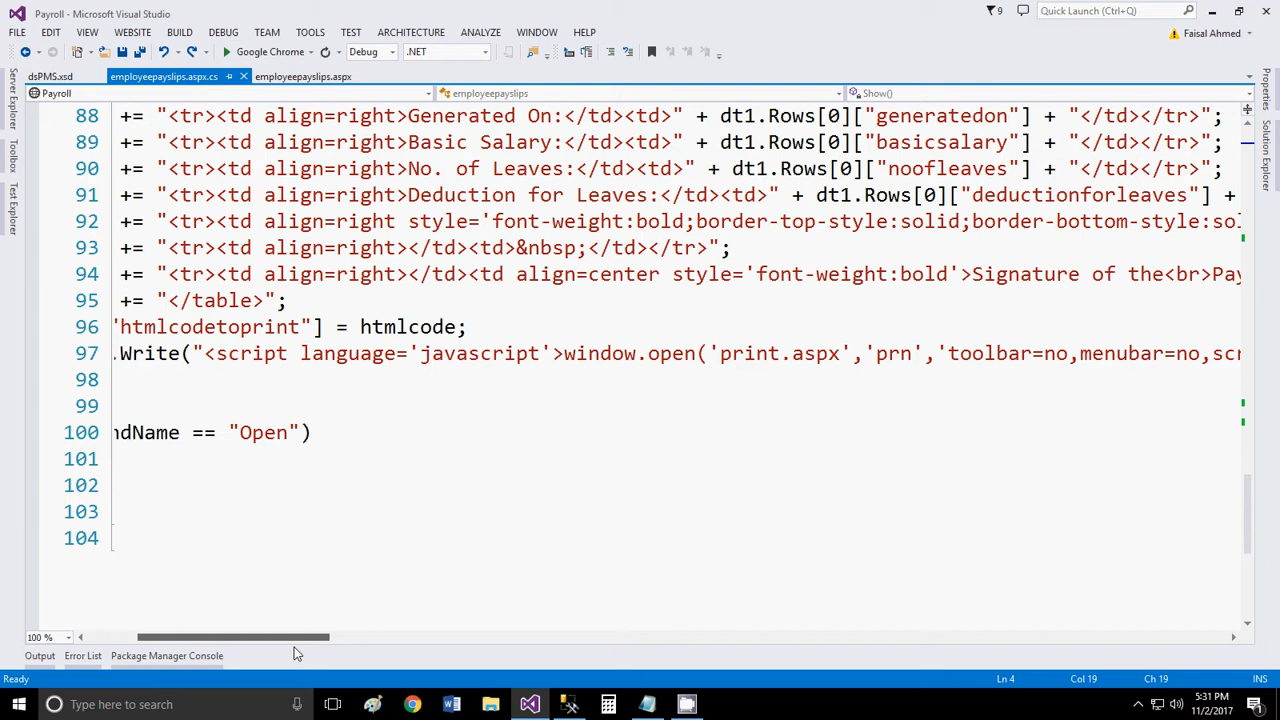 Payroll - Microsoft Visual Studio
9
Quick Launch (Ctrl+Q)
FILE EDIT VIEW WEBSITE BUILD DEBUG TEAM TOOLS TEST ARCHITECTURE ANALYZE WINDOW HELP
Faisal Ahmed
Google Chrome Debug .NET
dsPMS.xsd employeepayslips.aspx.cs employeepayslips.aspx
Payroll employeepayslips Show()
Server Explorer
Toolbox
Test Explorer
Properties
Solution Explorer
88 += "<tr><td align=right>Generated On:</td><td>" + dt1.Rows[0]["generatedon"] + "</td></tr>";
89 += "<tr><td align=right>Basic Salary:</td><td>" + dt1.Rows[0]["basicsalary"] + "</td></tr>";
90 += "<tr><td align=right>No. of Leaves:</td><td>" + dt1.Rows[0]["noofleaves"] + "</td></tr>";
91 += "<tr><td align=right>Deduction for Leaves:</td><td>" + dt1.Rows[0]["deductionforleaves"] +
92 += "<tr><td align=right style='font-weight:bold;border-top-style:solid;border-bottom-style:sol
93 += "<tr><td align=right></td><td>&nbsp;</td></tr>";
94 += "<tr><td align=right></td><td align=center style='font-weight:bold'>Signature of the<br>Pay
95 += "</table>";
96 "htmlcodetoprint"] = htmlcode;
97 .Write("<script language='javascript'>window.open('print.aspx','prn','toolbar=no,menubar=no,scr
98
99
100 ndName == "Open")
101
102
103
104
100 %
Output Error List Package Manager Console
Ready Ln 4 Col 19 Ch 19 INS
Type here to search
5:31 PM
11/2/2017
1